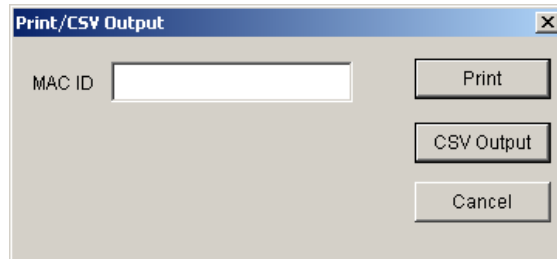 Print/CSV Output
MAC ID
Print
CSV Output
Cancel